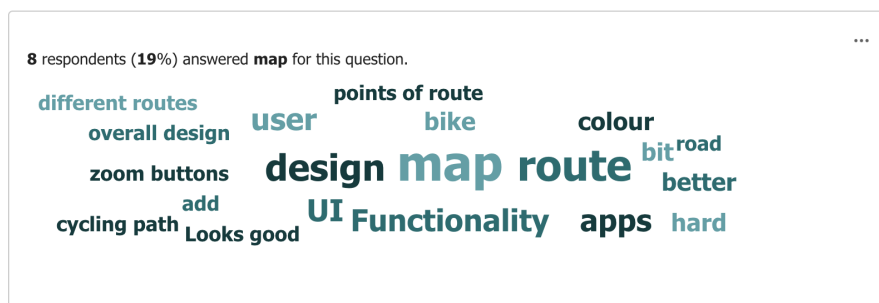 ...
8 respondents (19%) answered map for this question.
points of route
different routes
user
bike
colour
overall design
road
bit
design
map
route
zoom buttons
better
add
UI
Functionality
apps
hard
cycling path
Looks good